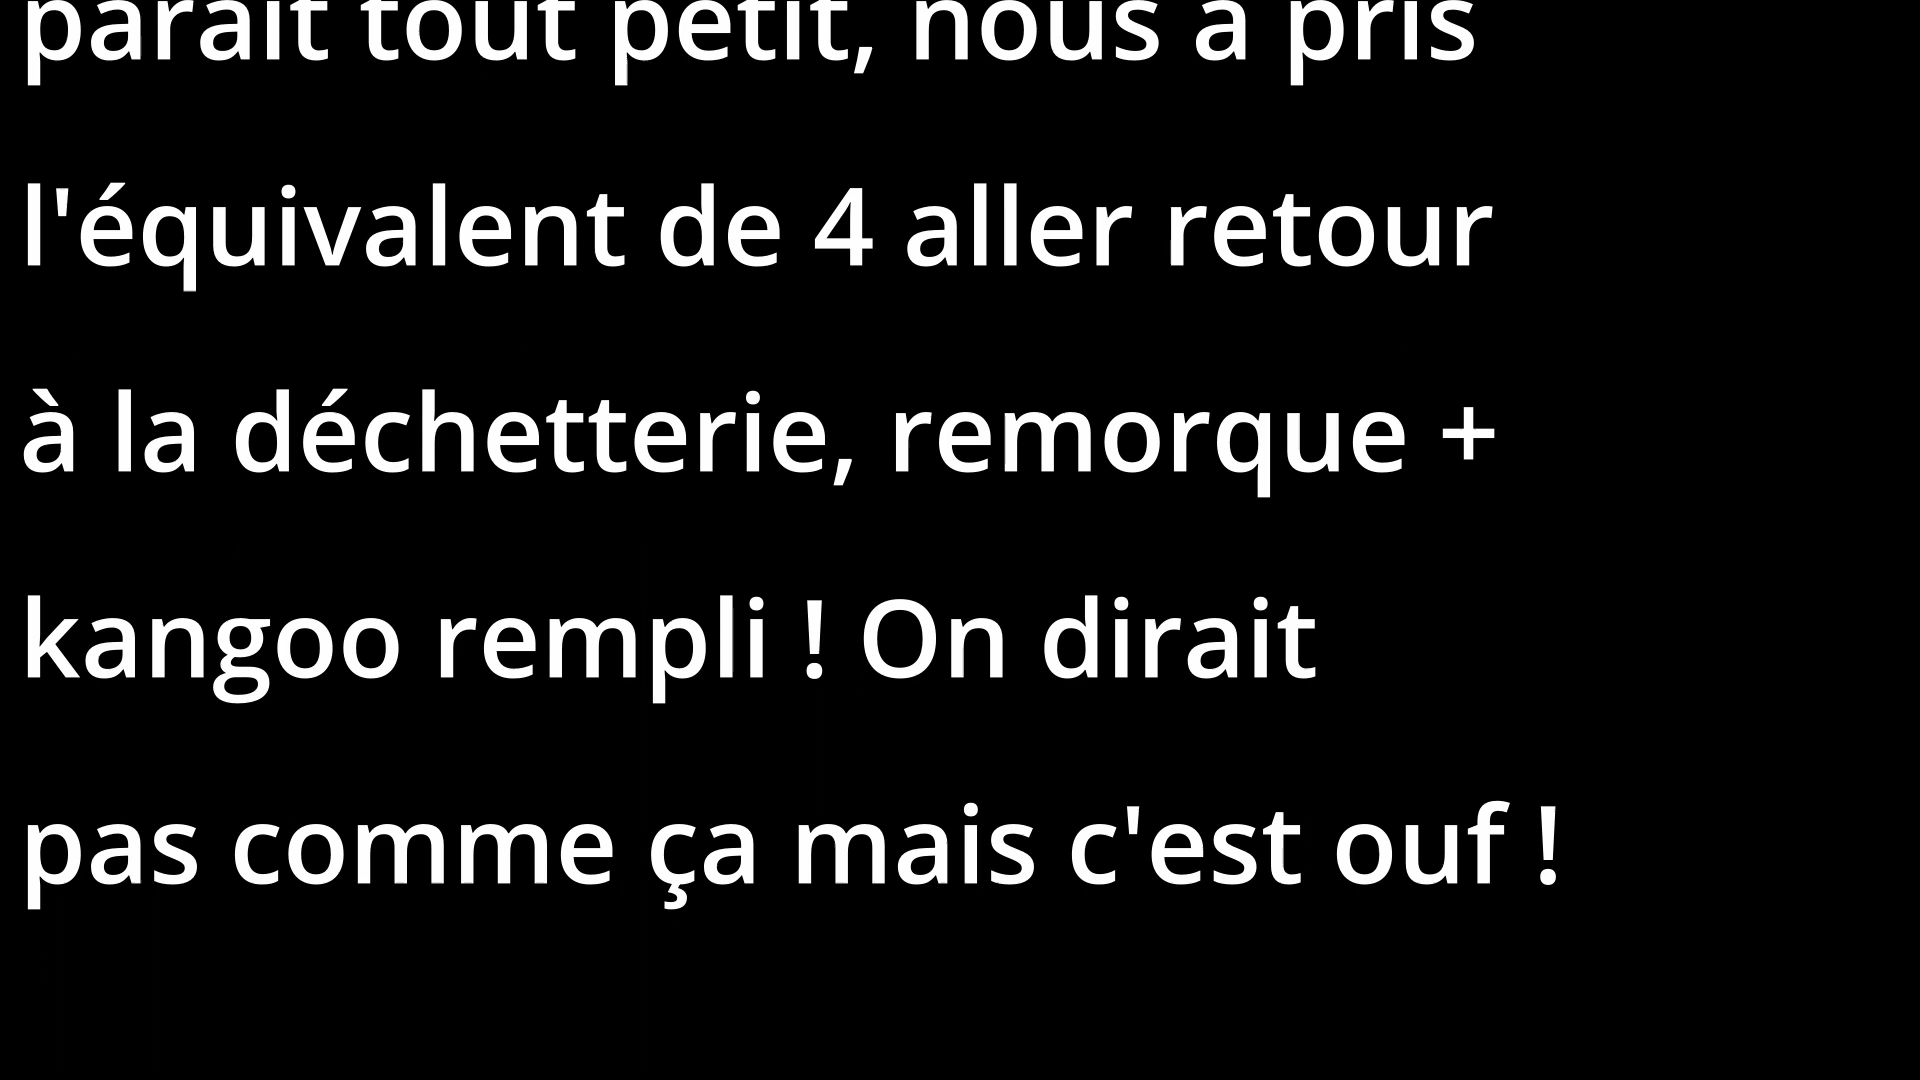 parait tout petit, nous a pris
l'équivalent de 4 aller retour
à la déchetterie, remorque +
kangoo rempli ! On dirait
pas comme ça mais c'est ouf !